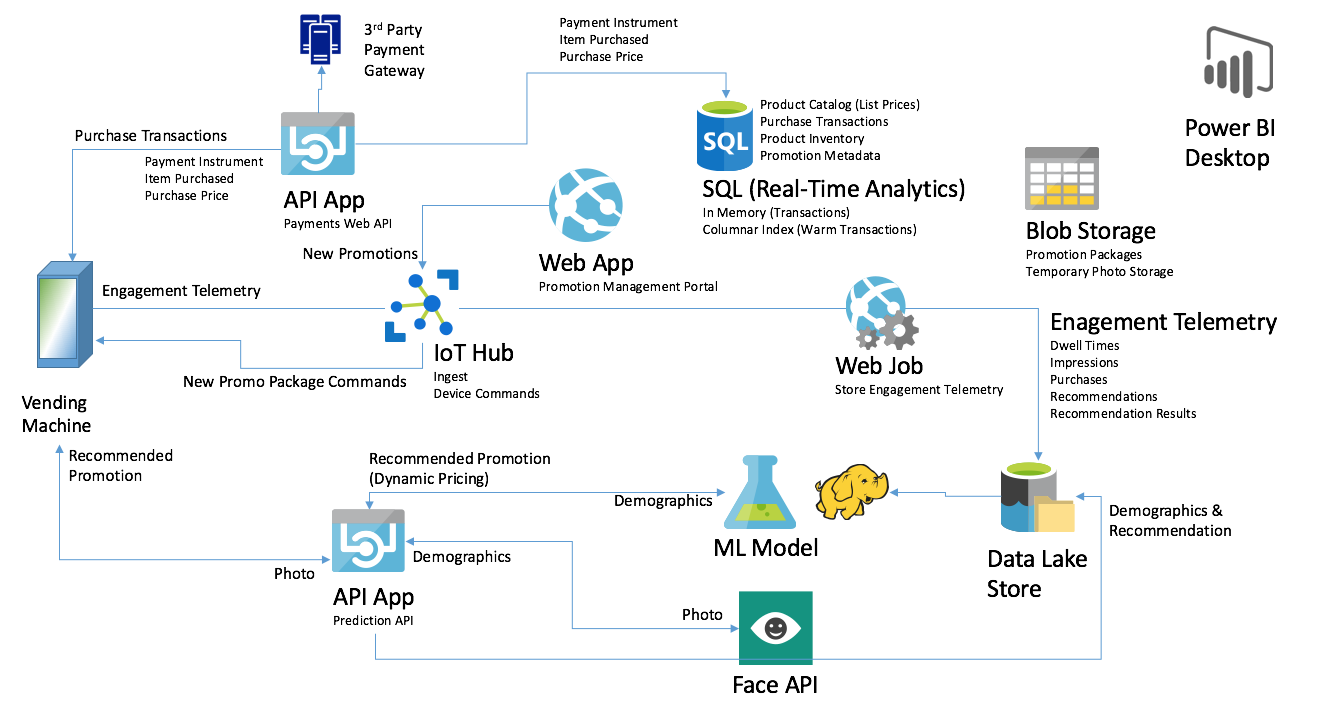 3rd Party
Payment
Gateway
Payment Instrument
Item Purchased
Purchase Price
Power BI
Desktop
Purchase Transactions
Payment Instrument
Item Purchased
Purchase Price
API App
Payments Web API
SQL
Product Catalog (List Prices)
Purchase Transactions
Product Inventory
Promotion Metadata
SQL (Real-Time Analytics)
In Memory (Transactions)
Columnar Index (Warm Transactions)
Blob Storage
Promotion Packages
Temporary Photo Storage
New Promotions
Web App
Promotion Management Portal
Engagement Telemetry
IoT Hub
Ingest
Device Commands
New Promo Package Commands
Web Job
Store Engagement Telemetry
Enagement Telemetry
Dwell Times
Impressions
Purchases
Recommendations
Recommendation Results
Vending
Machine
Recommended
Promotion
Recommended Promotion
(Dynamic Pricing)
Demographics
ML Model
Data Lake
Store
Demographics &
Recommendation
Photo
Demographics
API App
Prediction API
Photo
Face API